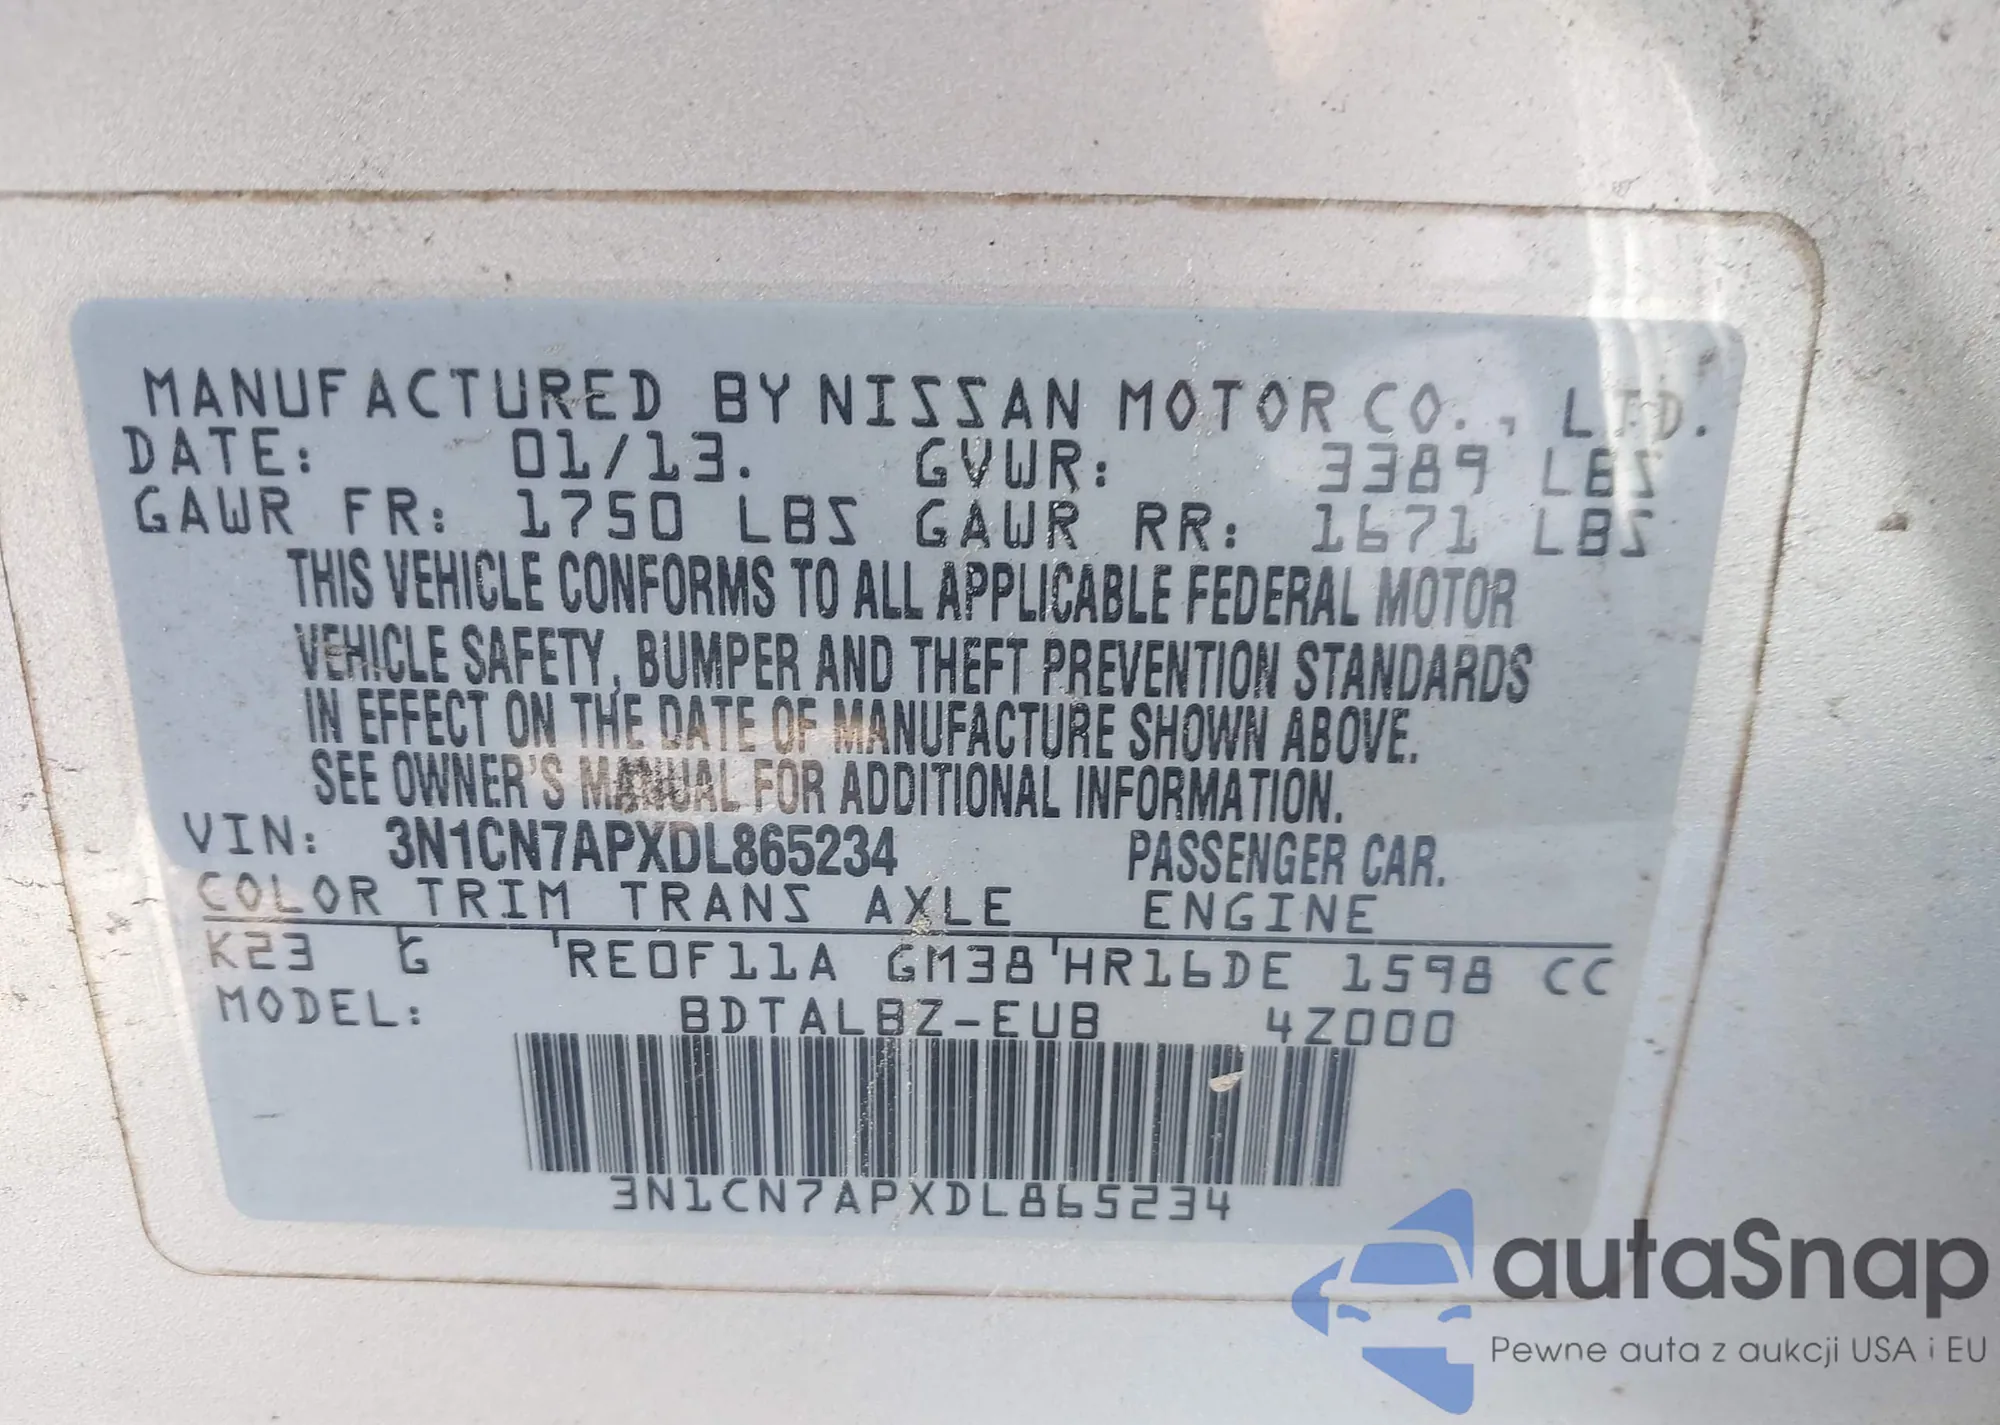 MANUFACTURED BY NISSAN MOTOR CO., LTD.
DATE: 01/13. GVWR: 3389 LBS
GAWR FR: 1750 LBS GAWR RR: 1671 LBS
THIS VEHICLE CONFORMS TO ALL APPLICABLE FEDERAL MOTOR
VEHICLE SAFETY, BUMPER AND THEFT PREVENTION STANDARDS
IN EFFECT ON THE DATE OF MANUFACTURE SHOWN ABOVE.
SEE OWNER'S MANUAL FOR ADDITIONAL INFORMATION.
VIN: 3N1CN7APXDL865234 PASSENGER CAR.
COLOR TRIM TRANS AXLE ENGINE
K23 G RE0F11A GM38 HR16DE 1598 CC
MODEL: BDTALBZ-EUB 4Z000
3N1CN7APXDL865234
autaSnap
Pewne auta z aukcji USA i EU